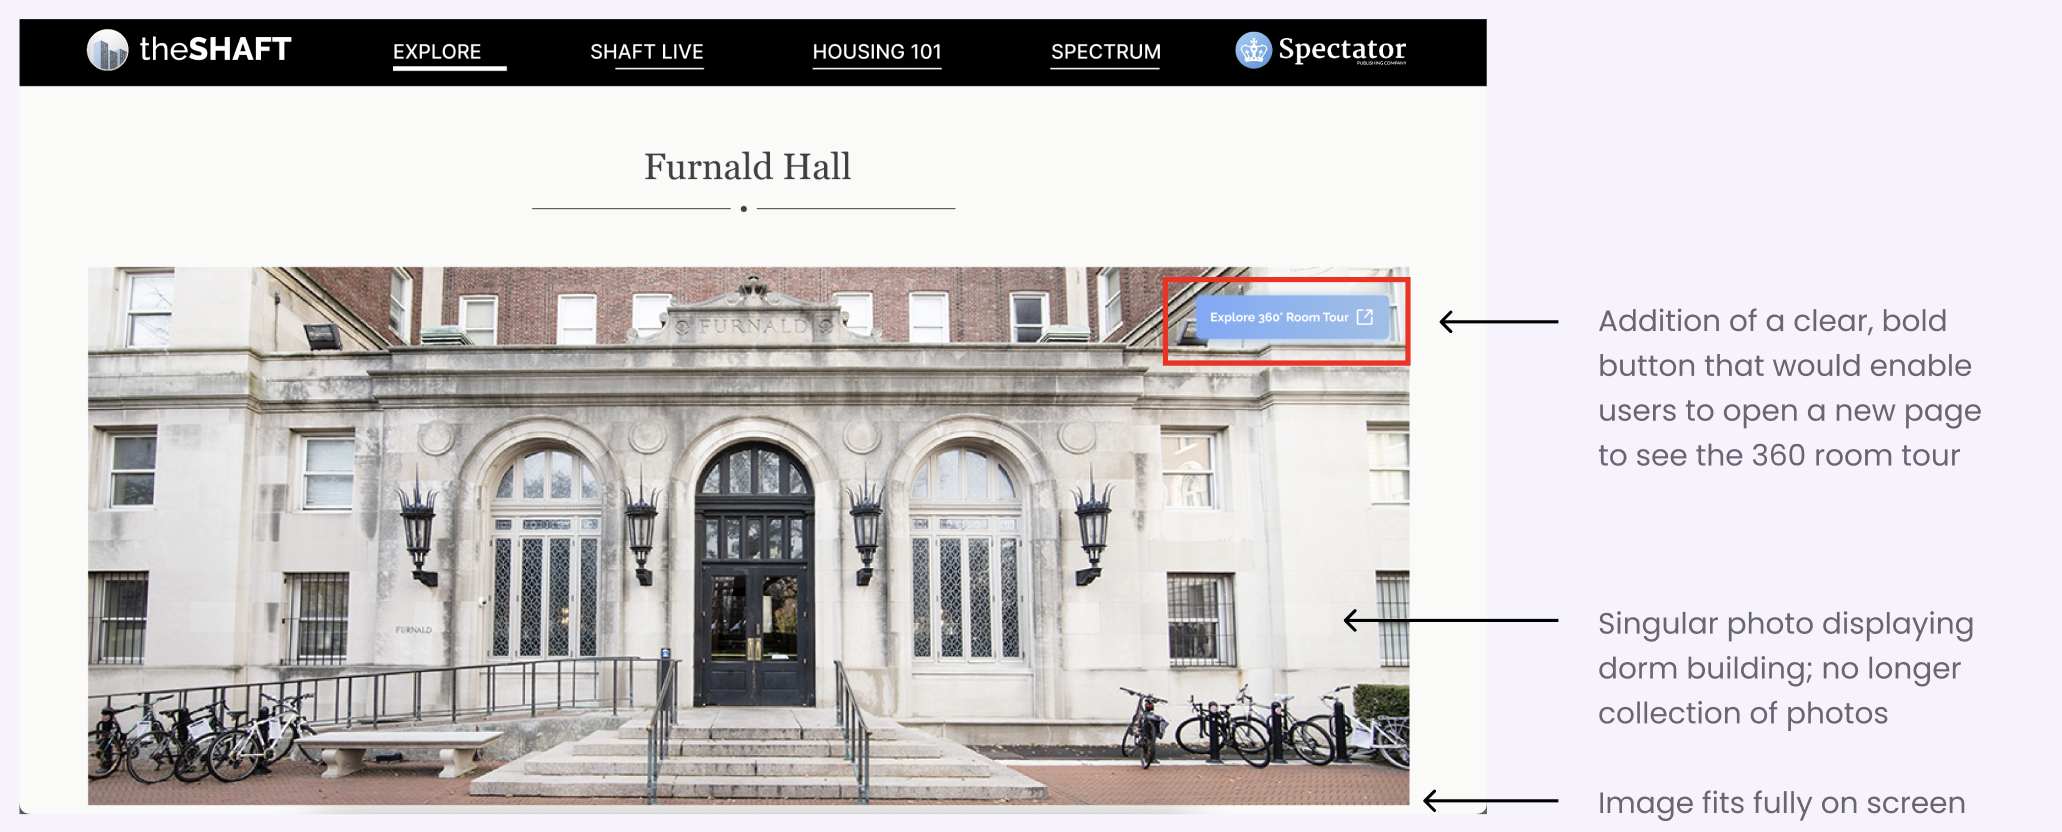 theSHAFT
EXPLORE
SHAFT LIVE
HOUSING 101
SPECTRUM
Spectator
PUBLISHING COMPANY
Furnald Hall
FURNALD
Explore 360° Room Tour
FURNALD
Addition of a clear, bold
button that would enable
users to open a new page
to see the 360 room tour
Singular photo displaying
dorm building; no longer
collection of photos
Image fits fully on screen